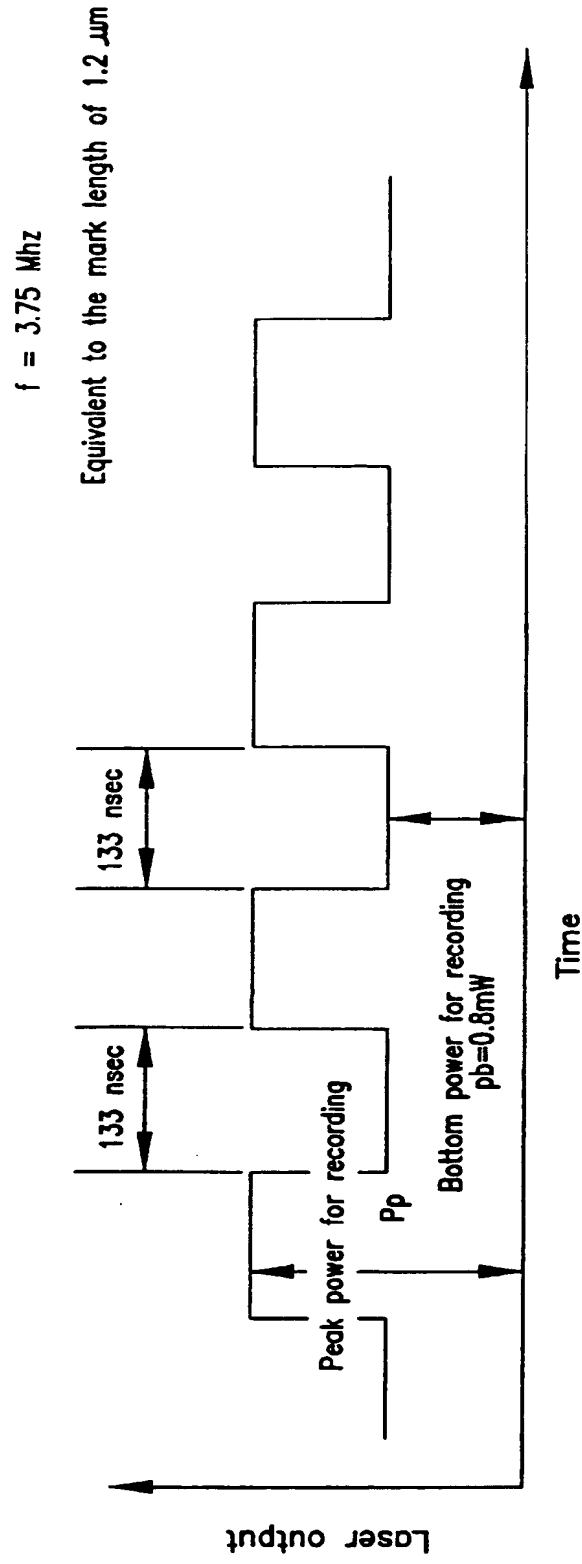 f = 3.75 Mhz
Equivalent to the mark length of 1.2 μm
133 nsec
133 nsec
Peak power for recording
Pp
Bottom power for recording
pb=0.8mW
Laser output
Time